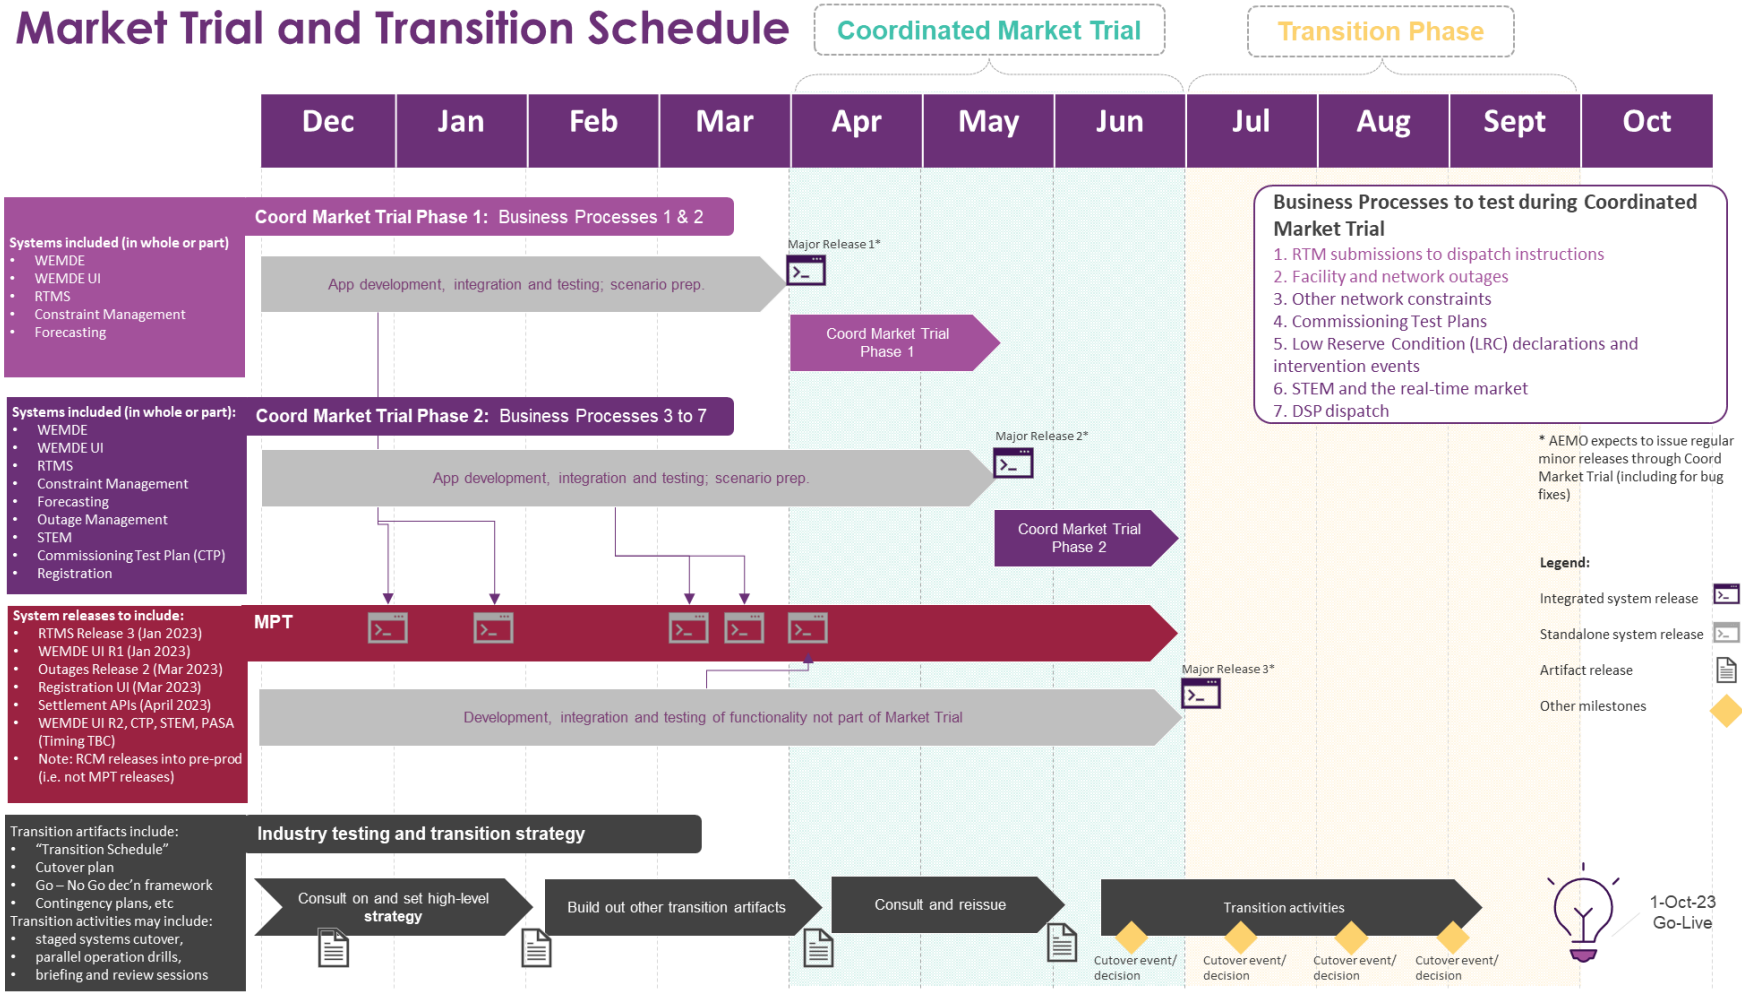 Market Trial and Transition Schedule
Coordinated Market Trial
Transition Phase
Dec
Jan
Feb
Mar
Apr
May
Jun
Jul
Aug
Sept
Oct
Coord Market Trial Phase 1: Business Processes 1 & 2
Systems included (in whole or part)
• WEMDE
• WEMDE UI
• RTMS
• Constraint Management
• Forecasting
App development, integration and testing; scenario prep.
Major Release 1*
Coord Market Trial
Phase 1
Business Processes to test during Coordinated
Market Trial
1. RTM submissions to dispatch instructions
2. Facility and network outages
3. Other network constraints
4. Commissioning Test Plans
5. Low Reserve Condition (LRC) declarations and
intervention events
6. STEM and the real-time market
7. DSP dispatch
* AEMO expects to issue regular
minor releases through Coord
Market Trial (including for bug
fixes)
Coord Market Trial Phase 2: Business Processes 3 to 7
Systems included (in whole or part):
• WEMDE
• WEMDE UI
• RTMS
• Constraint Management
• Forecasting
• Outage Management
• STEM
• Commissioning Test Plan (CTP)
• Registration
App development, integration and testing; scenario prep.
Major Release 2*
Coord Market Trial
Phase 2
Legend:
Integrated system release
Standalone system release
Artifact release
Other milestones
MPT
System releases to include:
• RTMS Release 3 (Jan 2023)
• WEMDE UI R1 (Jan 2023)
• Outages Release 2 (Mar 2023)
• Registration UI (Mar 2023)
• Settlement APIs (April 2023)
• WEMDE UI R2, CTP, STEM, PASA
(Timing TBC)
• Note: RCM releases into pre-prod
(i.e. not MPT releases)
Development, integration and testing of functionality not part of Market Trial
Major Release 3*
Industry testing and transition strategy
Transition artifacts include:
• “Transition Schedule”
• Cutover plan
• Go – No Go dec’n framework
• Contingency plans, etc
Transition activities may include:
• staged systems cutover,
• parallel operation drills,
• briefing and review sessions
Consult on and set high-level
strategy
Build out other transition artifacts
Consult and reissue
Transition activities
Cutover event/
decision
Cutover event/
decision
Cutover event/
decision
Cutover event/
decision
1-Oct-23
Go-Live